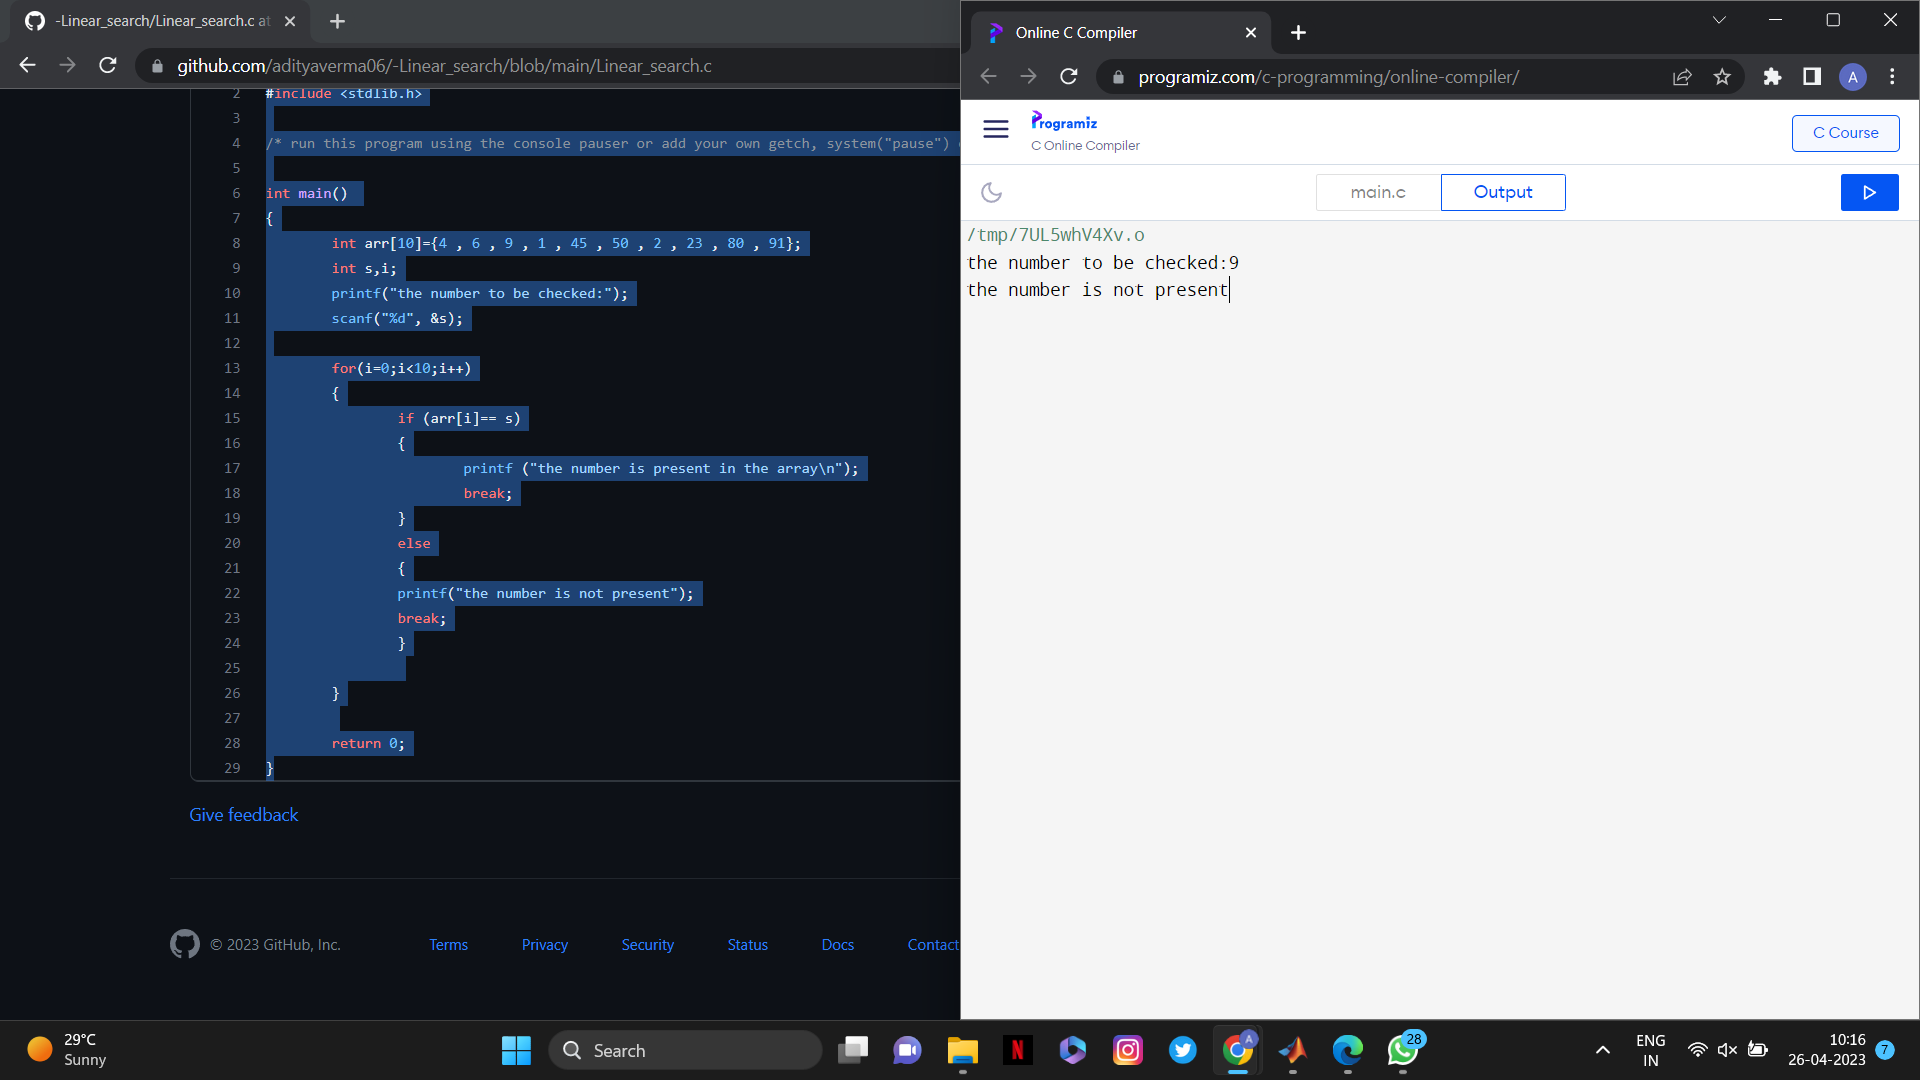 -Linear_search/Linear_search.c at
github.com/adityaverma06/-Linear_search/blob/main/Linear_search.c
2 #include <stdlib.h>
3
4 /* run this program using the console pauser or add your own getch, system("pause")
5
6 int main()
7 {
8 int arr[10]={4 , 6 , 9 , 1 , 45 , 50 , 2 , 23 , 80 , 91};
9 int s,i;
10 printf("the number to be checked:");
11 scanf("%d", &s);
12
13 for(i=0;i<10;i++)
14 {
15 if (arr[i]== s)
16 {
17 printf ("the number is present in the array\n");
18 break;
19 }
20 else
21 {
22 printf("the number is not present");
23 break;
24 }
25
26 }
27
28 return 0;
29 }
Give feedback
© 2023 GitHub, Inc. Terms Privacy Security Status Docs Contact
Online C Compiler
programiz.com/c-programming/online-compiler/
A
Programiz
C Online Compiler
C Course
main.c Output
/tmp/7UL5whV4Xv.o
the number to be checked:9
the number is not present
29°C
Sunny
Search
N
A
28
ENG
IN
10:16
26-04-2023
7